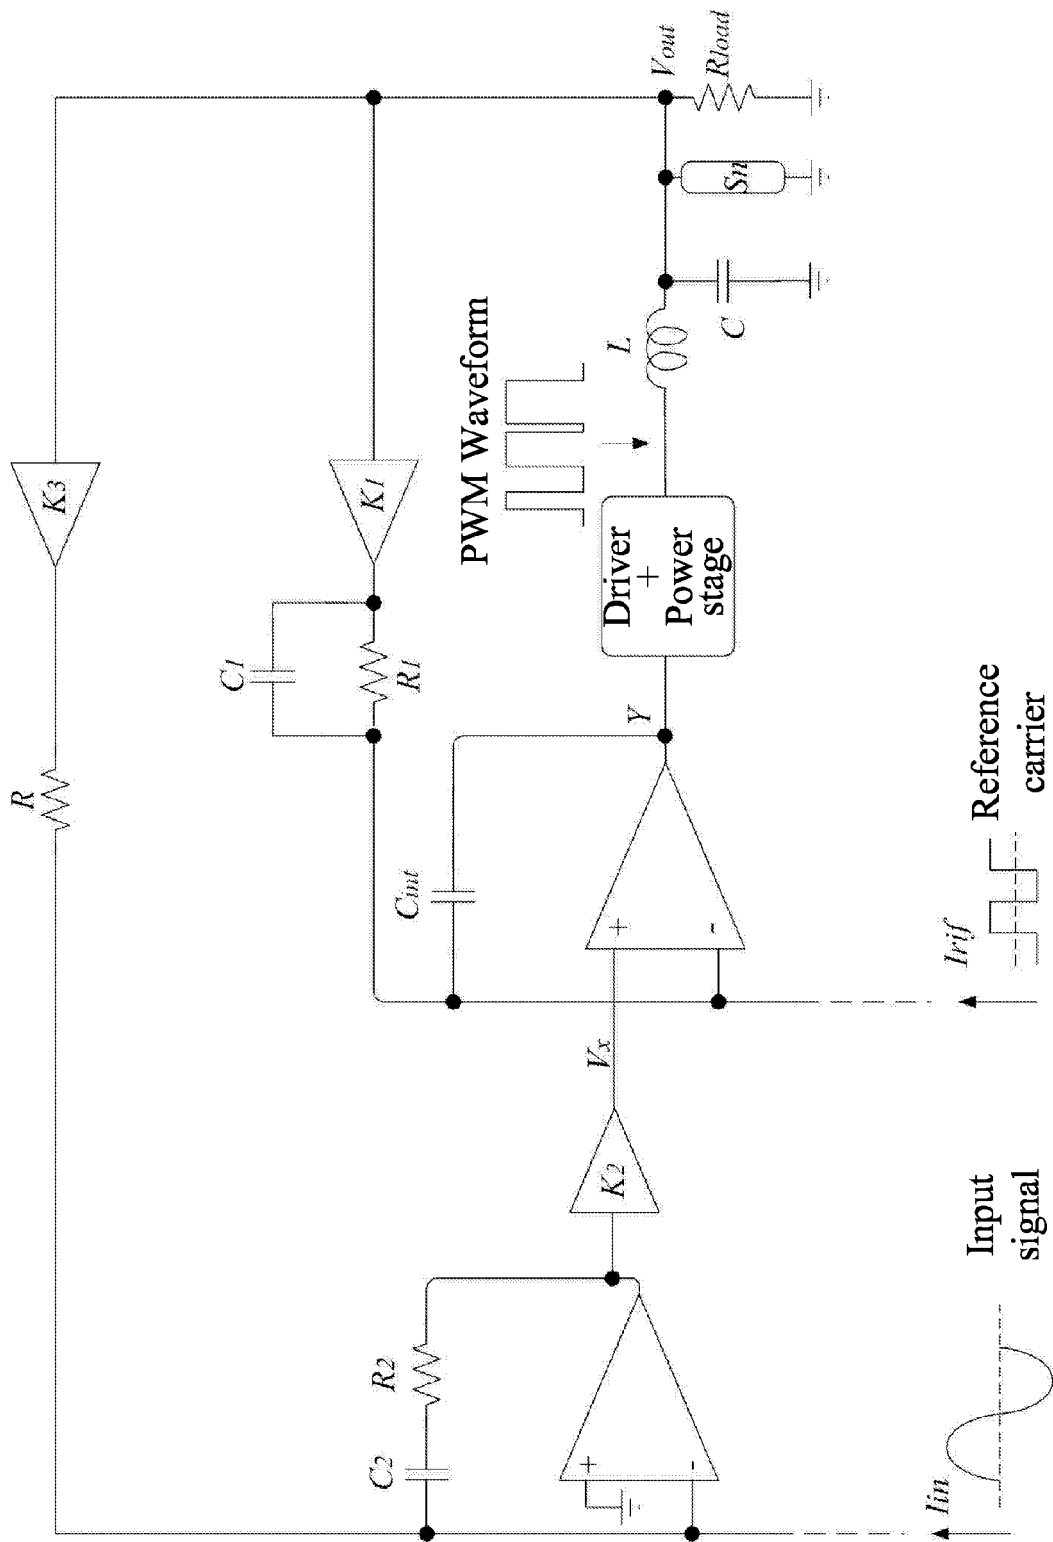 K3
R
K1
C1
R1
PWM Waveform
Vout
Rload
Sn
L
C
Driver
+
Power
stage
Y
Cint
+
-
Vx
K2
R2
C2
+
-
Irif
Reference
carrier
Iin
Input
signal